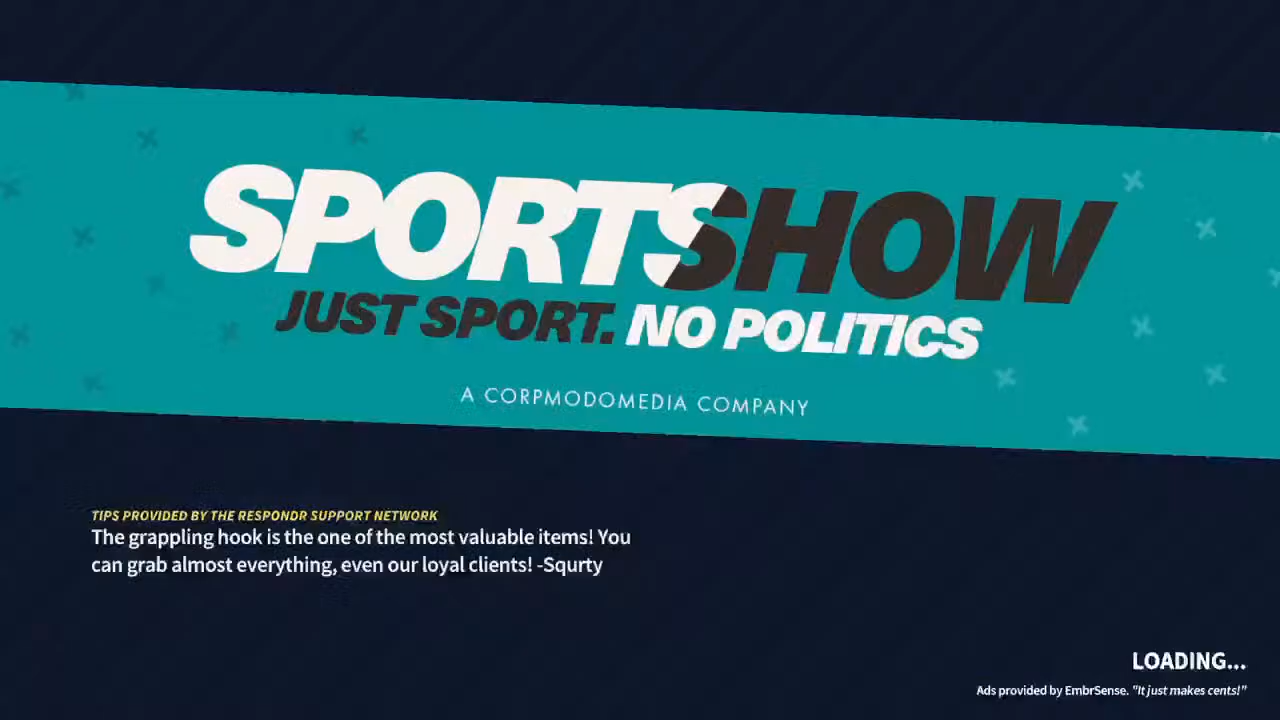 SPORTSSHOW
JUST SPORT. NO POLITICS
A CORPMODOMEDIA COMPANY
TIPS PROVIDED BY THE RESPONDR SUPPORT NETWORK
The grappling hook is the one of the most valuable items! You
can grab almost everything, even our loyal clients! -Squrty
LOADING...
Ads provided by EmbrSense. "It just makes cents!"